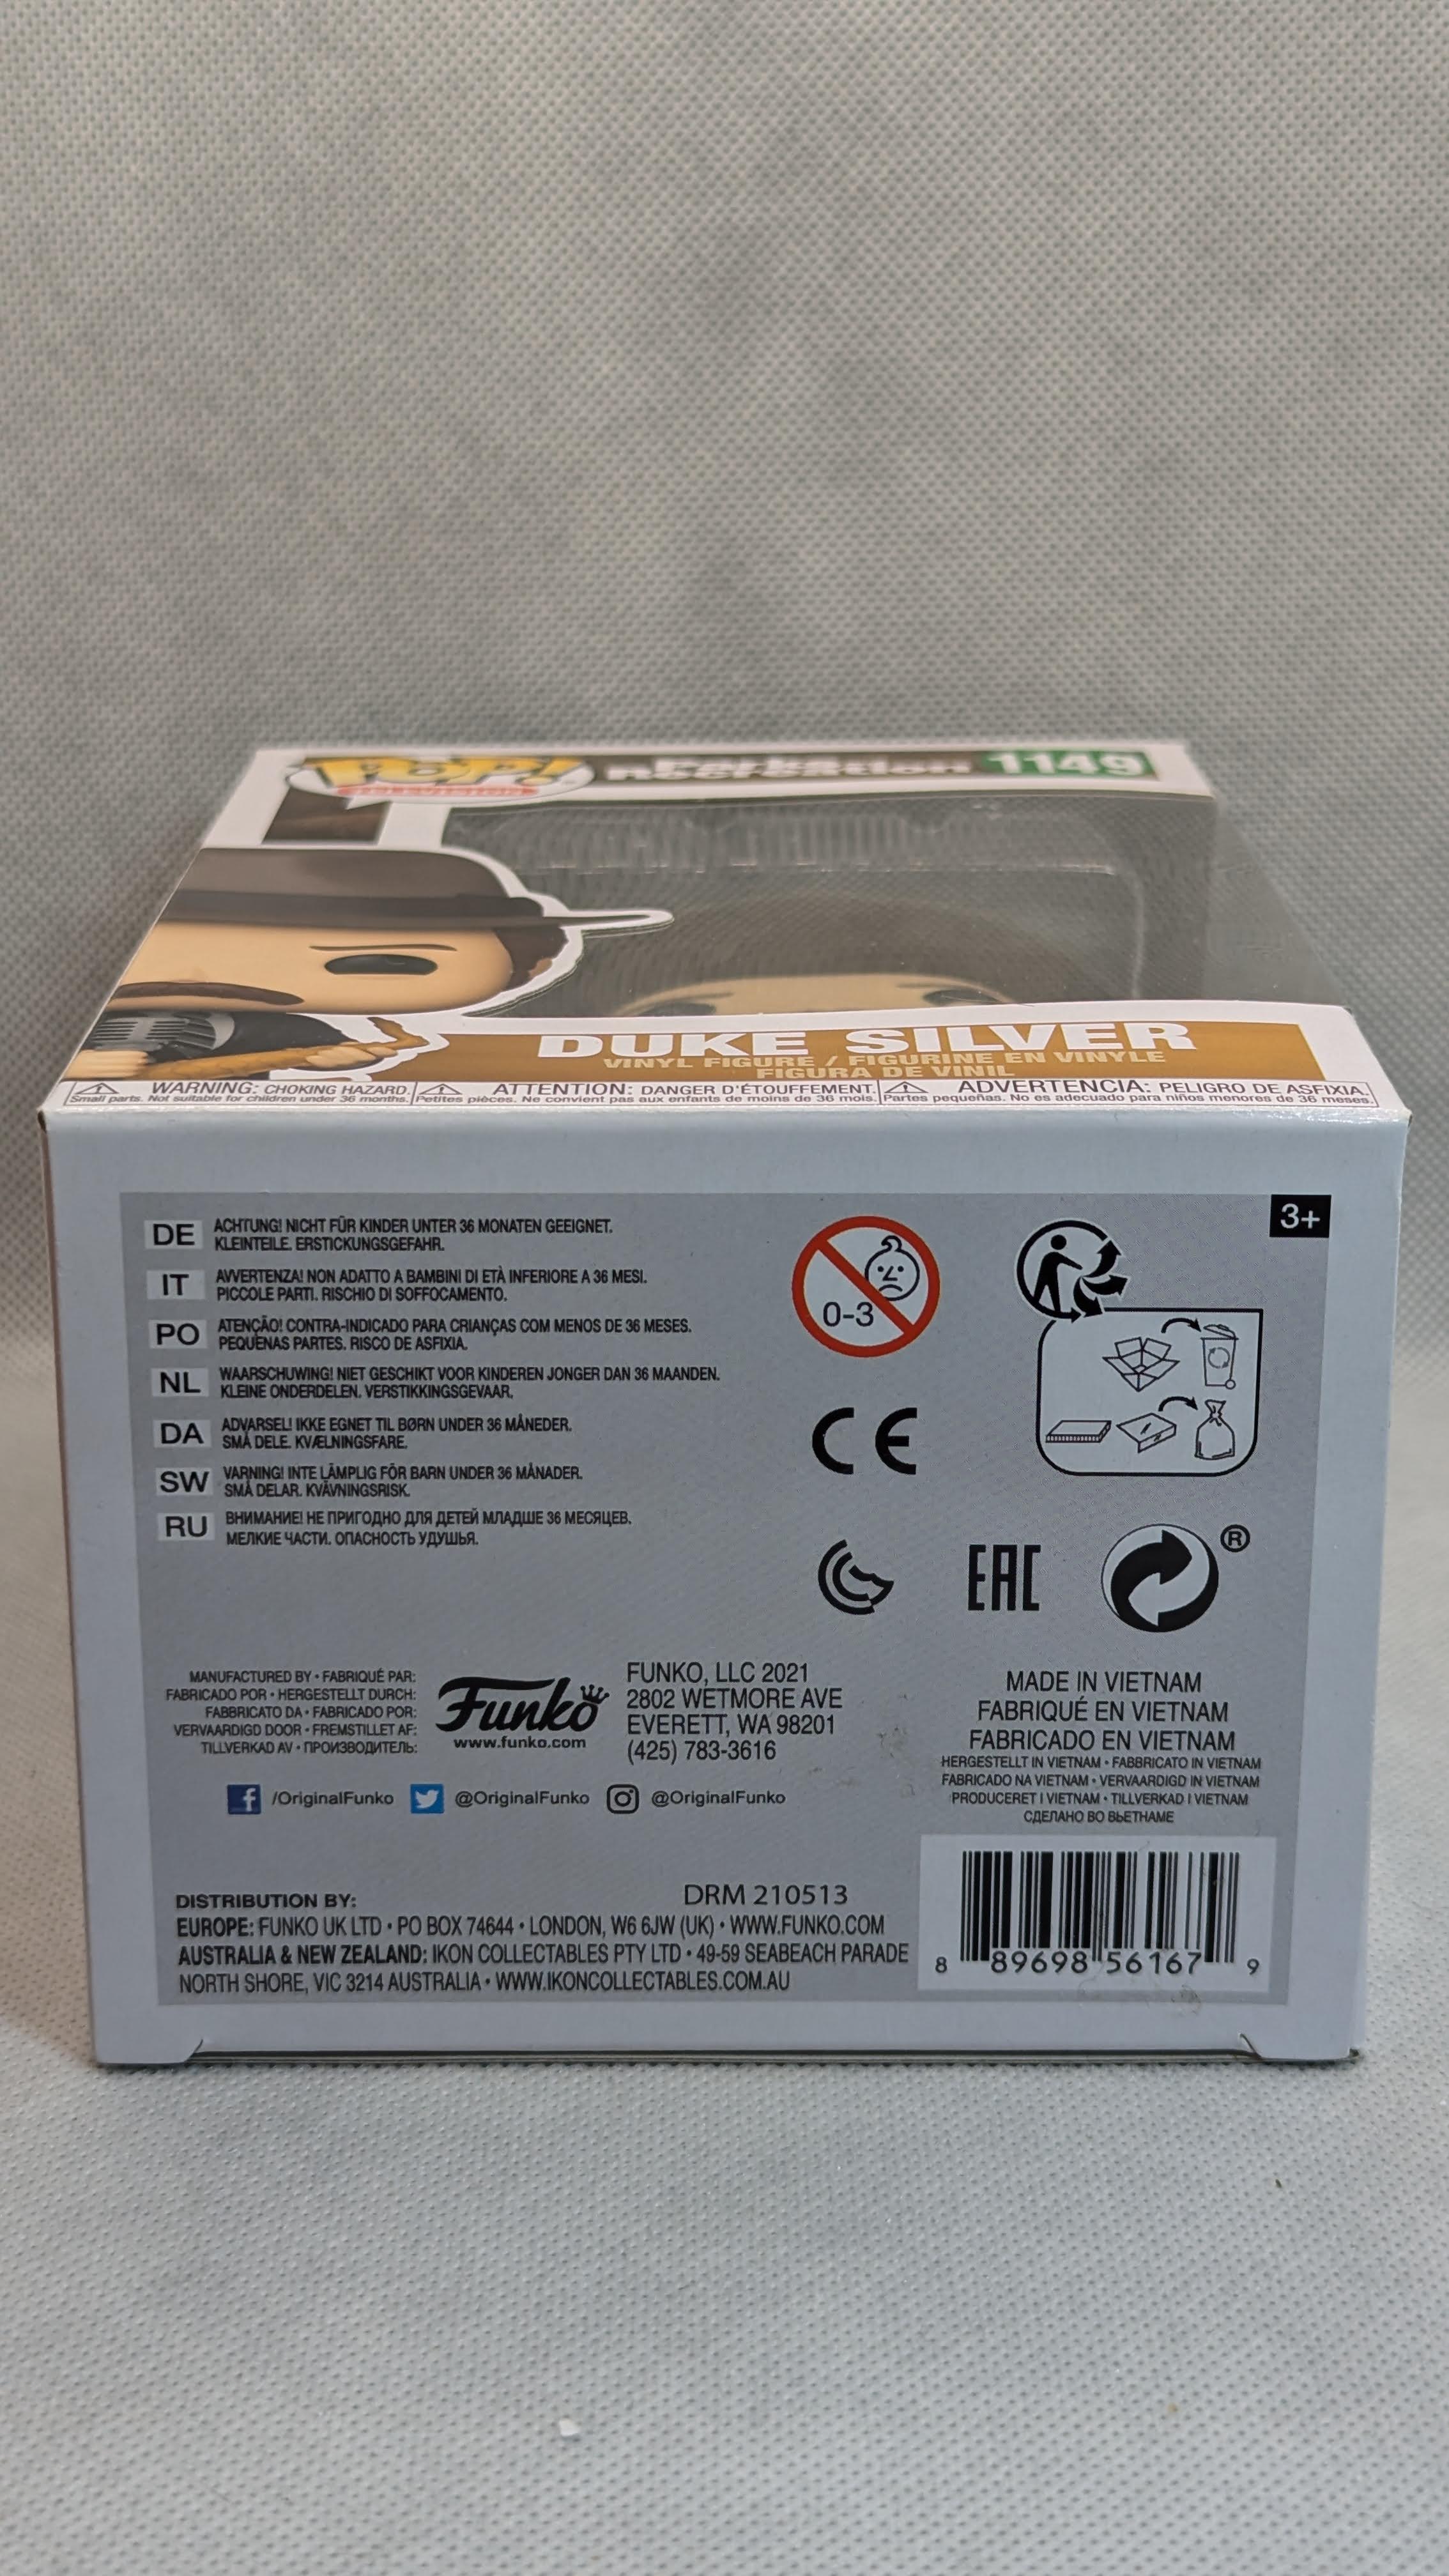 POP! Parks and Recreation 1149
TELEVISION
DUKE SILVER
VINYL FIGURE / FIGURINE EN VINYLE
FIGURA DE VINIL
WARNING: CHOKING HAZARD.
Small parts. Not suitable for children under 36 months.
ATTENTION: DANGER D'ÉTOUFFEMENT.
Petites pièces. Ne convient pas aux enfants de moins de 36 mois.
ADVERTENCIA: PELIGRO DE ASFIXIA.
Partes pequeñas. No es adecuado para niños menores de 36 meses.
3+
DE ACHTUNG! NICHT FÜR KINDER UNTER 36 MONATEN GEEIGNET.
KLEINTEILE. ERSTICKUNGSGEFAHR.
IT AVVERTENZA! NON ADATTO A BAMBINI DI ETÀ INFERIORE A 36 MESI.
PICCOLE PARTI. RISCHIO DI SOFFOCAMENTO.
PO ATENÇÃO! CONTRA-INDICADO PARA CRIANÇAS COM MENOS DE 36 MESES.
PEQUENAS PARTES. RISCO DE ASFIXIA.
NL WAARSCHUWING! NIET GESCHIKT VOOR KINDEREN JONGER DAN 36 MAANDEN.
KLEINE ONDERDELEN. VERSTIKKINGSGEVAAR.
DA ADVARSEL! IKKE EGNET TIL BØRN UNDER 36 MÅNEDER.
SMÅ DELE. KVÆLNINGSFARE.
SW VARNING! INTE LÄMPLIG FÖR BARN UNDER 36 MÅNADER.
SMÅ DELAR. KVÄVNINGSRISK.
RU ВНИМАНИЕ! НЕ ПРИГОДНО ДЛЯ ДЕТЕЙ МЛАДШЕ 36 МЕСЯЦЕВ.
МЕЛКИЕ ЧАСТИ. ОПАСНОСТЬ УДУШЬЯ.
0-3
CE
EAC
®
MANUFACTURED BY • FABRIQUÉ PAR:
FABRICADO POR • HERGESTELLT DURCH:
FABBRICATO DA • FABRICADO POR:
VERVAARDIGD DOOR • FREMSTILLET AF:
TILLVERKAD AV • ПРОИЗВОДИТЕЛЬ:
Funko
www.funko.com
FUNKO, LLC 2021
2802 WETMORE AVE
EVERETT, WA 98201
(425) 783-3616
/OriginalFunko @OriginalFunko @OriginalFunko
MADE IN VIETNAM
FABRIQUÉ EN VIETNAM
FABRICADO EN VIETNAM
HERGESTELLT IN VIETNAM • FABBRICATO IN VIETNAM
FABRICADO NA VIETNAM • VERVAARDIGD IN VIETNAM
PRODUCERET I VIETNAM • TILLVERKAD I VIETNAM
СДЕЛАНО ВО ВЬЕТНАМЕ
DRM 210513
DISTRIBUTION BY:
EUROPE: FUNKO UK LTD • PO BOX 74644 • LONDON, W6 6JW (UK) • WWW.FUNKO.COM
AUSTRALIA & NEW ZEALAND: IKON COLLECTABLES PTY LTD • 49-59 SEABEACH PARADE
NORTH SHORE, VIC 3214 AUSTRALIA • WWW.IKONCOLLECTABLES.COM.AU
8 89698 56167 9